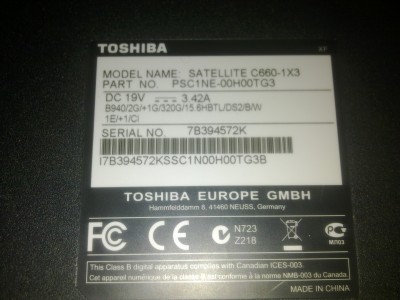 TOSHIBA
XF
MODEL NAME: SATELLITE C660-1X3
PART NO. PSC1NE-00H00TG3
DC 19V 3.42A
B940/2G/+1G/320G/15.6HBTL/DS2/B/W
1E/+1/CI
SERIAL NO. 7B394572K
I7B394572KSSC1N00H00TG3B
TOSHIBA EUROPE GMBH
Hammfelddamm 8, 41460 NEUSS, Germany
FC CE N723
Z218
МЛ03
This Class B digital apparatus complies with Canadian ICES-003.
Cet appareil numérique de la classe B est conforme à la norme NMB-003 du Canada.
MADE IN CHINA